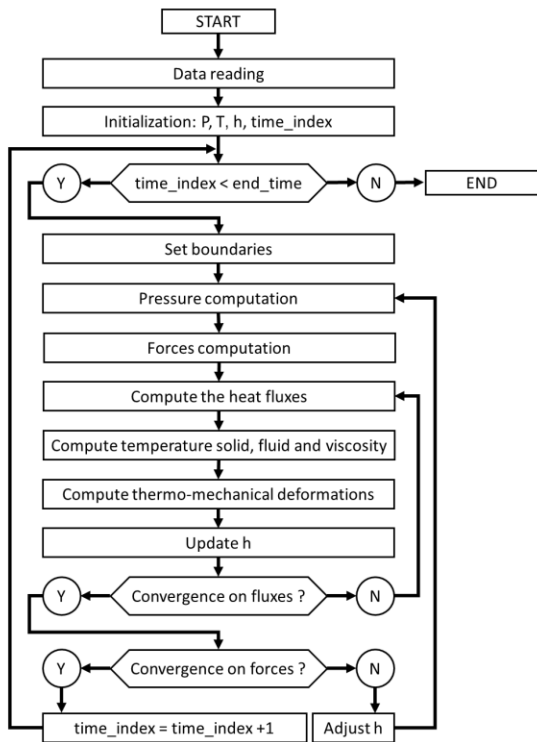 START
Data reading
Initialization: P, T, h, time_index
Y
time_index < end_time
N
END
Set boundaries
Pressure computation
Forces computation
Compute the heat fluxes
Compute temperature solid, fluid and viscosity
Compute thermo-mechanical deformations
Update h
Y
Convergence on fluxes ?
N
Y
Convergence on forces ?
N
time_index = time_index +1
Adjust h